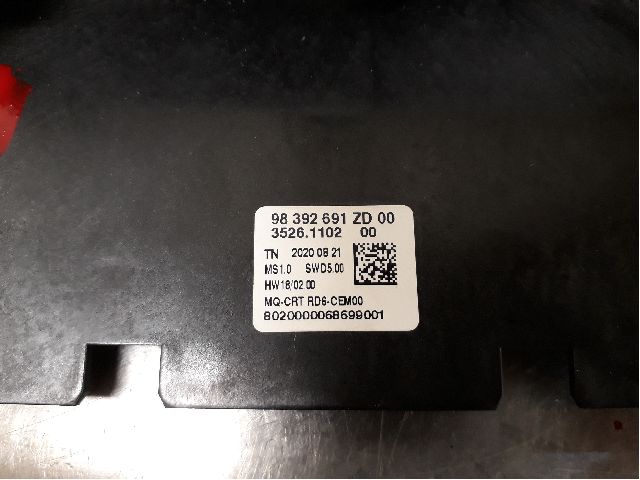 98 392 691 ZD 00
3526.1102 00
TN 2020 08 21
MS1.0 SWD5.00
HW18/02 00
MQ-CRT RD6-CEM00
8020000068699001